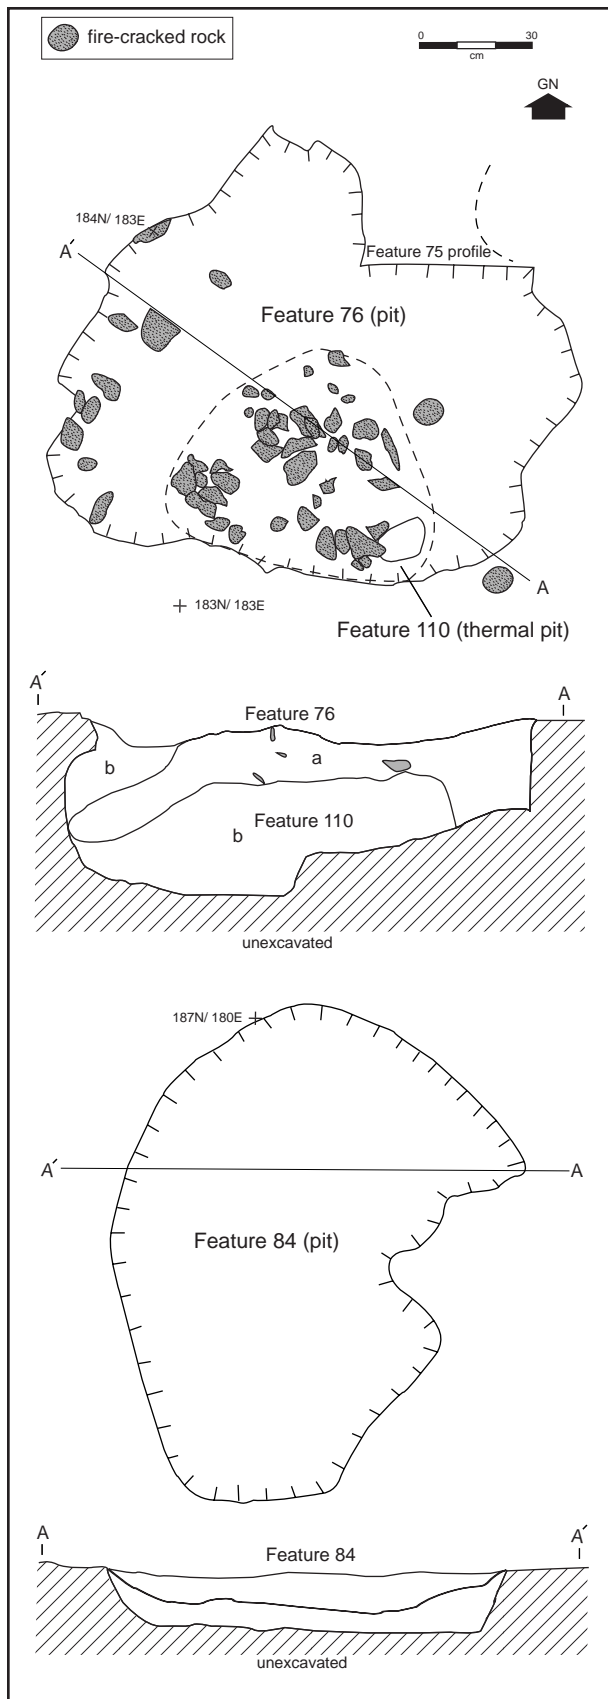 fire-cracked rock
0 30
cm
GN
184N/ 183E
A′
Feature 75 profile
Feature 76 (pit)
A
183N/ 183E
Feature 110 (thermal pit)
A′ A
Feature 76
a
b
Feature 110
b
unexcavated
187N/ 180E
A′ A
Feature 84 (pit)
A A′
Feature 84
unexcavated